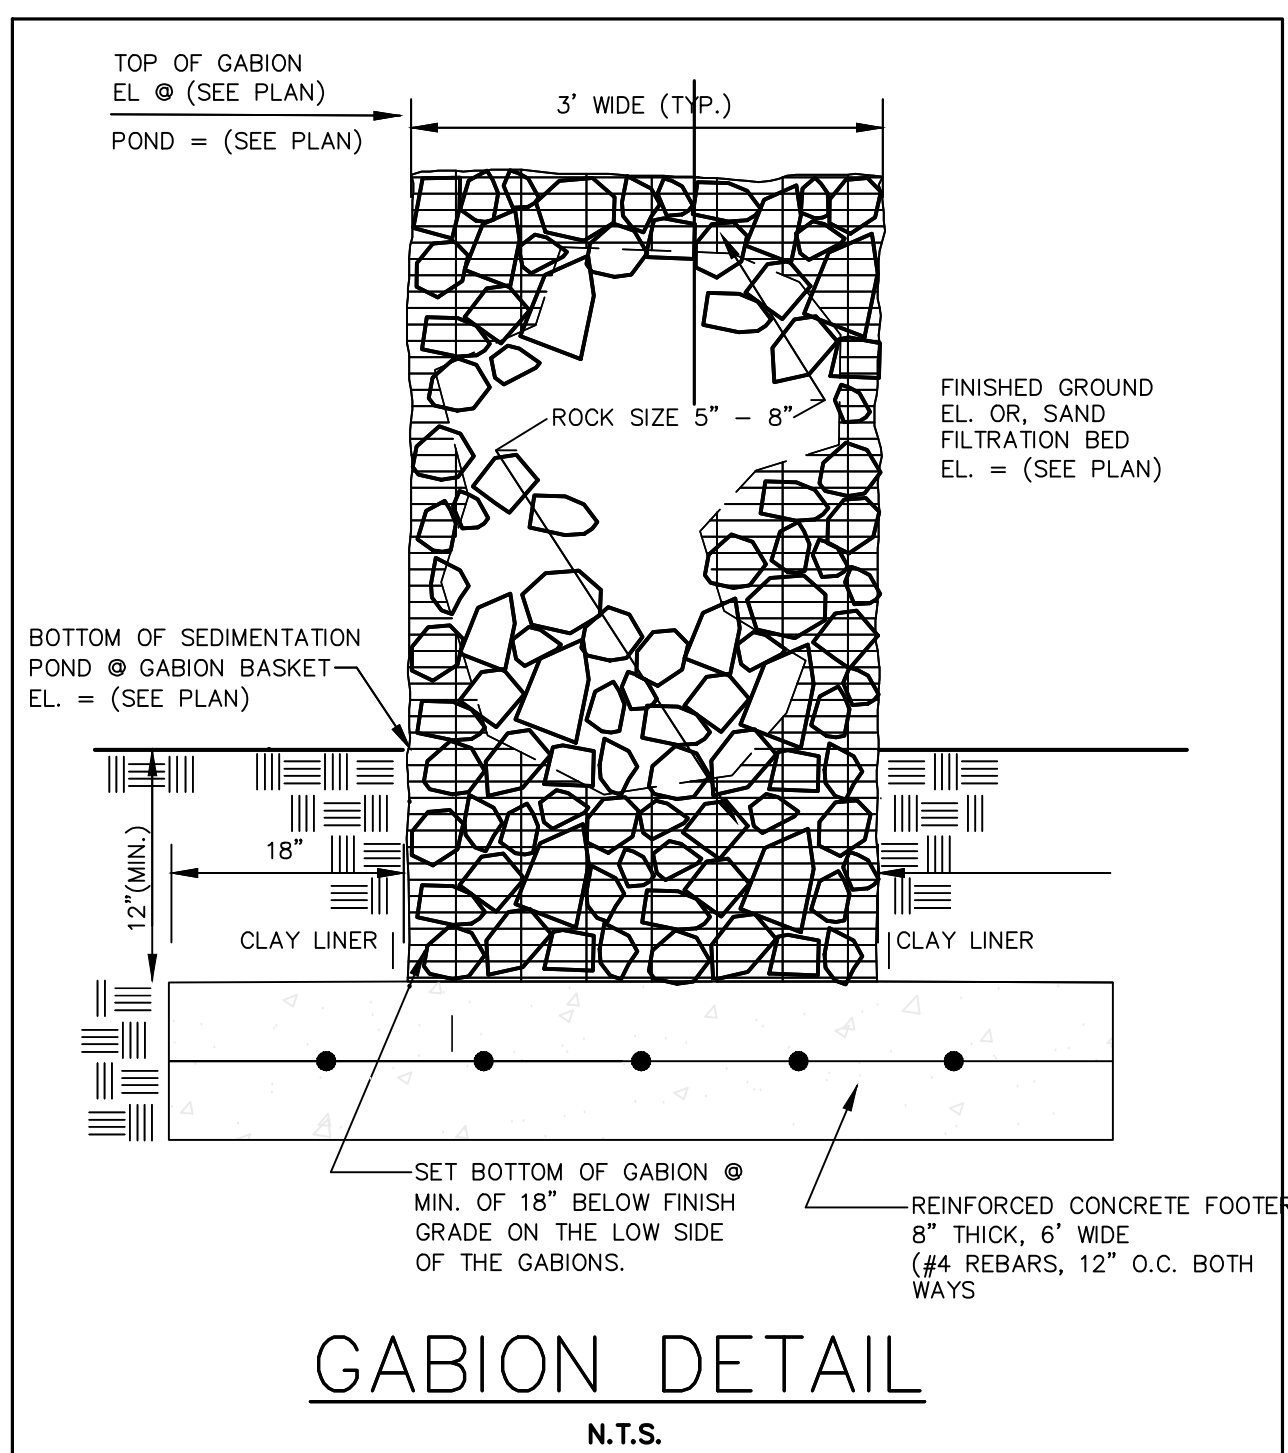 TOP OF GABION
EL @ (SEE PLAN)
POND = (SEE PLAN)
3' WIDE (TYP.)
ROCK SIZE 5" – 8"
FINISHED GROUND
EL. OR, SAND
FILTRATION BED
EL. = (SEE PLAN)
BOTTOM OF SEDIMENTATION
POND @ GABION BASKET
EL. = (SEE PLAN)
12"(MIN.)
18"
CLAY LINER
CLAY LINER
SET BOTTOM OF GABION @
MIN. OF 18" BELOW FINISH
GRADE ON THE LOW SIDE
OF THE GABIONS.
REINFORCED CONCRETE FOOTER
8" THICK, 6' WIDE
(#4 REBARS, 12" O.C. BOTH
WAYS
GABION DETAIL
N.T.S.